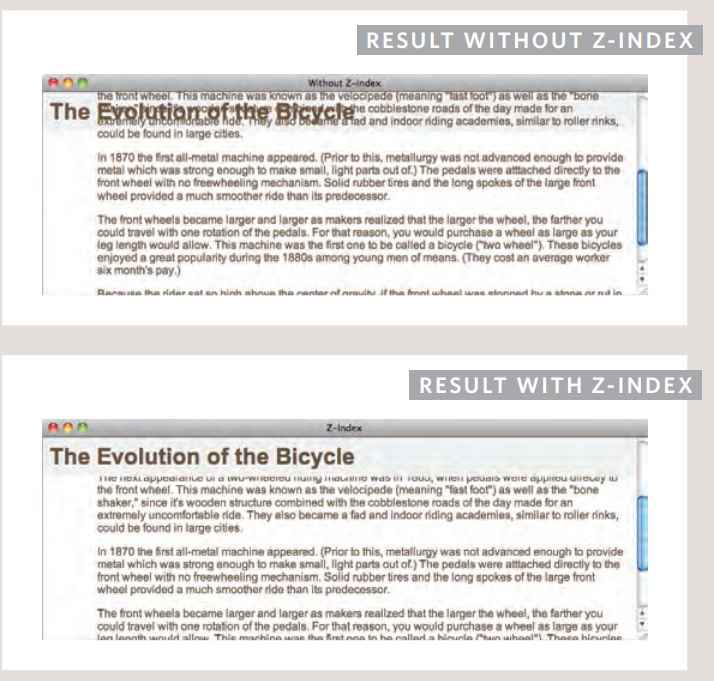 RESULT WITHOUT Z-INDEX
Without Z-Index
the front wheel. This machine was known as the velocipede (meaning "fast foot") as well as the "bone
The Evolution of the Bicycle
the cobblestone roads of the day made for an
extremely uncomfortable ride. They also became a fad and indoor riding academies, similar to roller rinks,
could be found in large cities.
In 1870 the first all-metal machine appeared. (Prior to this, metallurgy was not advanced enough to provide
metal which was strong enough to make small, light parts out of.) The pedals were atttached directly to the
front wheel with no freewheeling mechanism. Solid rubber tires and the long spokes of the large front
wheel provided a much smoother ride than its predecessor.
The front wheels became larger and larger as makers realized that the larger the wheel, the farther you
could travel with one rotation of the pedals. For that reason, you would purchase a wheel as large as your
leg length would allow. This machine was the first one to be called a bicycle ("two wheel"). These bicycles
enjoyed a great popularity during the 1880s among young men of means. (They cost an average worker
six month's pay.)
Because the rider sat so high above the center of gravity, if the front wheel was stopped by a stone or rut in
RESULT WITH Z-INDEX
Z-Index
The Evolution of the Bicycle
The next appearance of a two-wheeled riding machine was in 1865, when pedals were applied directly to
the front wheel. This machine was known as the velocipede (meaning "fast foot") as well as the "bone
shaker," since it's wooden structure combined with the cobblestone roads of the day made for an
extremely uncomfortable ride. They also became a fad and indoor riding academies, similar to roller rinks,
could be found in large cities.
In 1870 the first all-metal machine appeared. (Prior to this, metallurgy was not advanced enough to provide
metal which was strong enough to make small, light parts out of.) The pedals were atttached directly to the
front wheel with no freewheeling mechanism. Solid rubber tires and the long spokes of the large front
wheel provided a much smoother ride than its predecessor.
The front wheels became larger and larger as makers realized that the larger the wheel, the farther you
could travel with one rotation of the pedals. For that reason, you would purchase a wheel as large as your
leg length would allow. This machine was the first one to be called a bicycle ("two wheel"). These bicycles